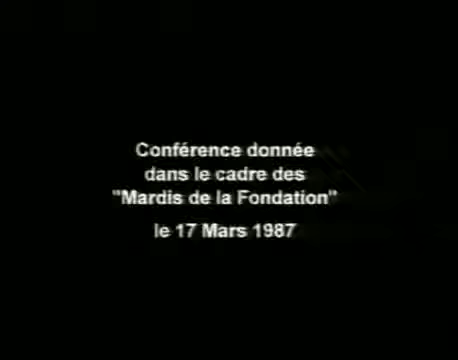 Conférence donnée
dans le cadre des
"Mardis de la Fondation"
le 17 Mars 1987